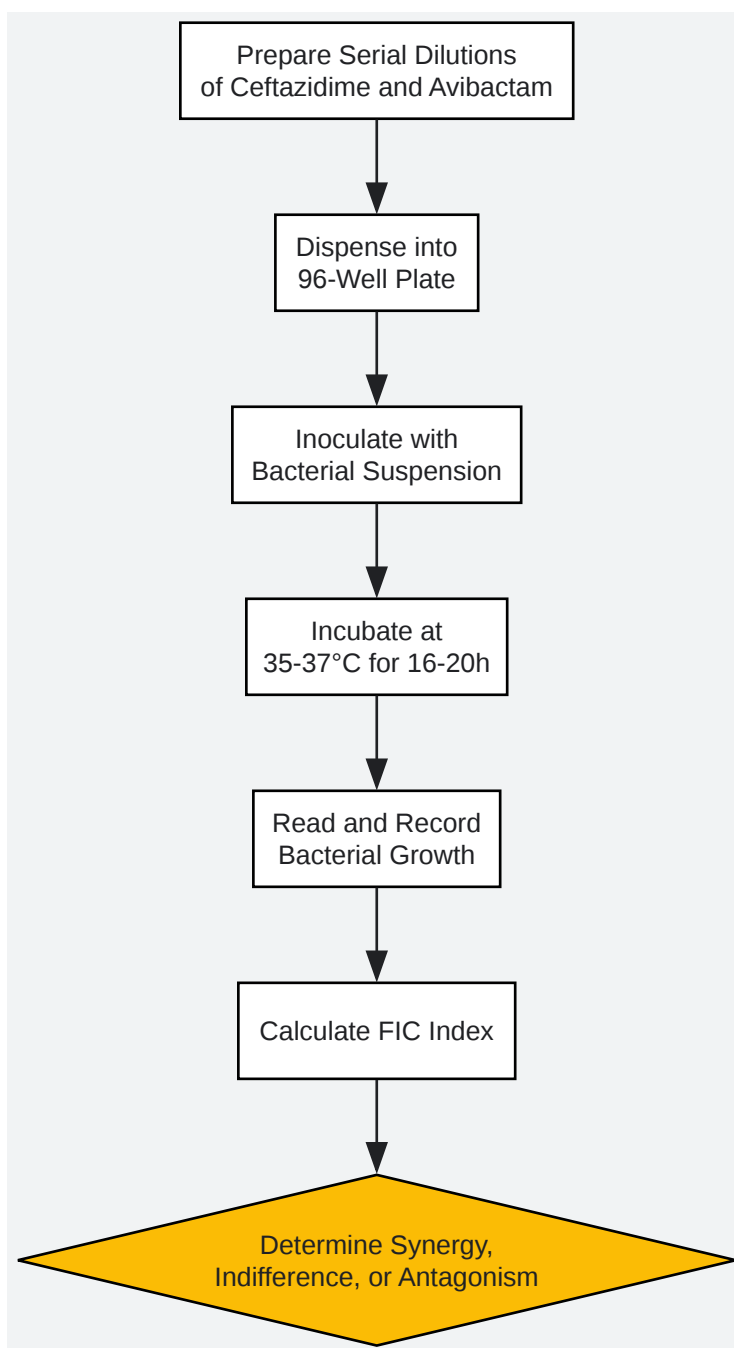 Prepare Serial Dilutions
of Ceftazidime and Avibactam
Dispense into
96-Well Plate
Inoculate with
Bacterial Suspension
Incubate at
35-37°C for 16-20h
Read and Record
Bacterial Growth
Calculate FIC Index
Determine Synergy,
Indifference, or Antagonism